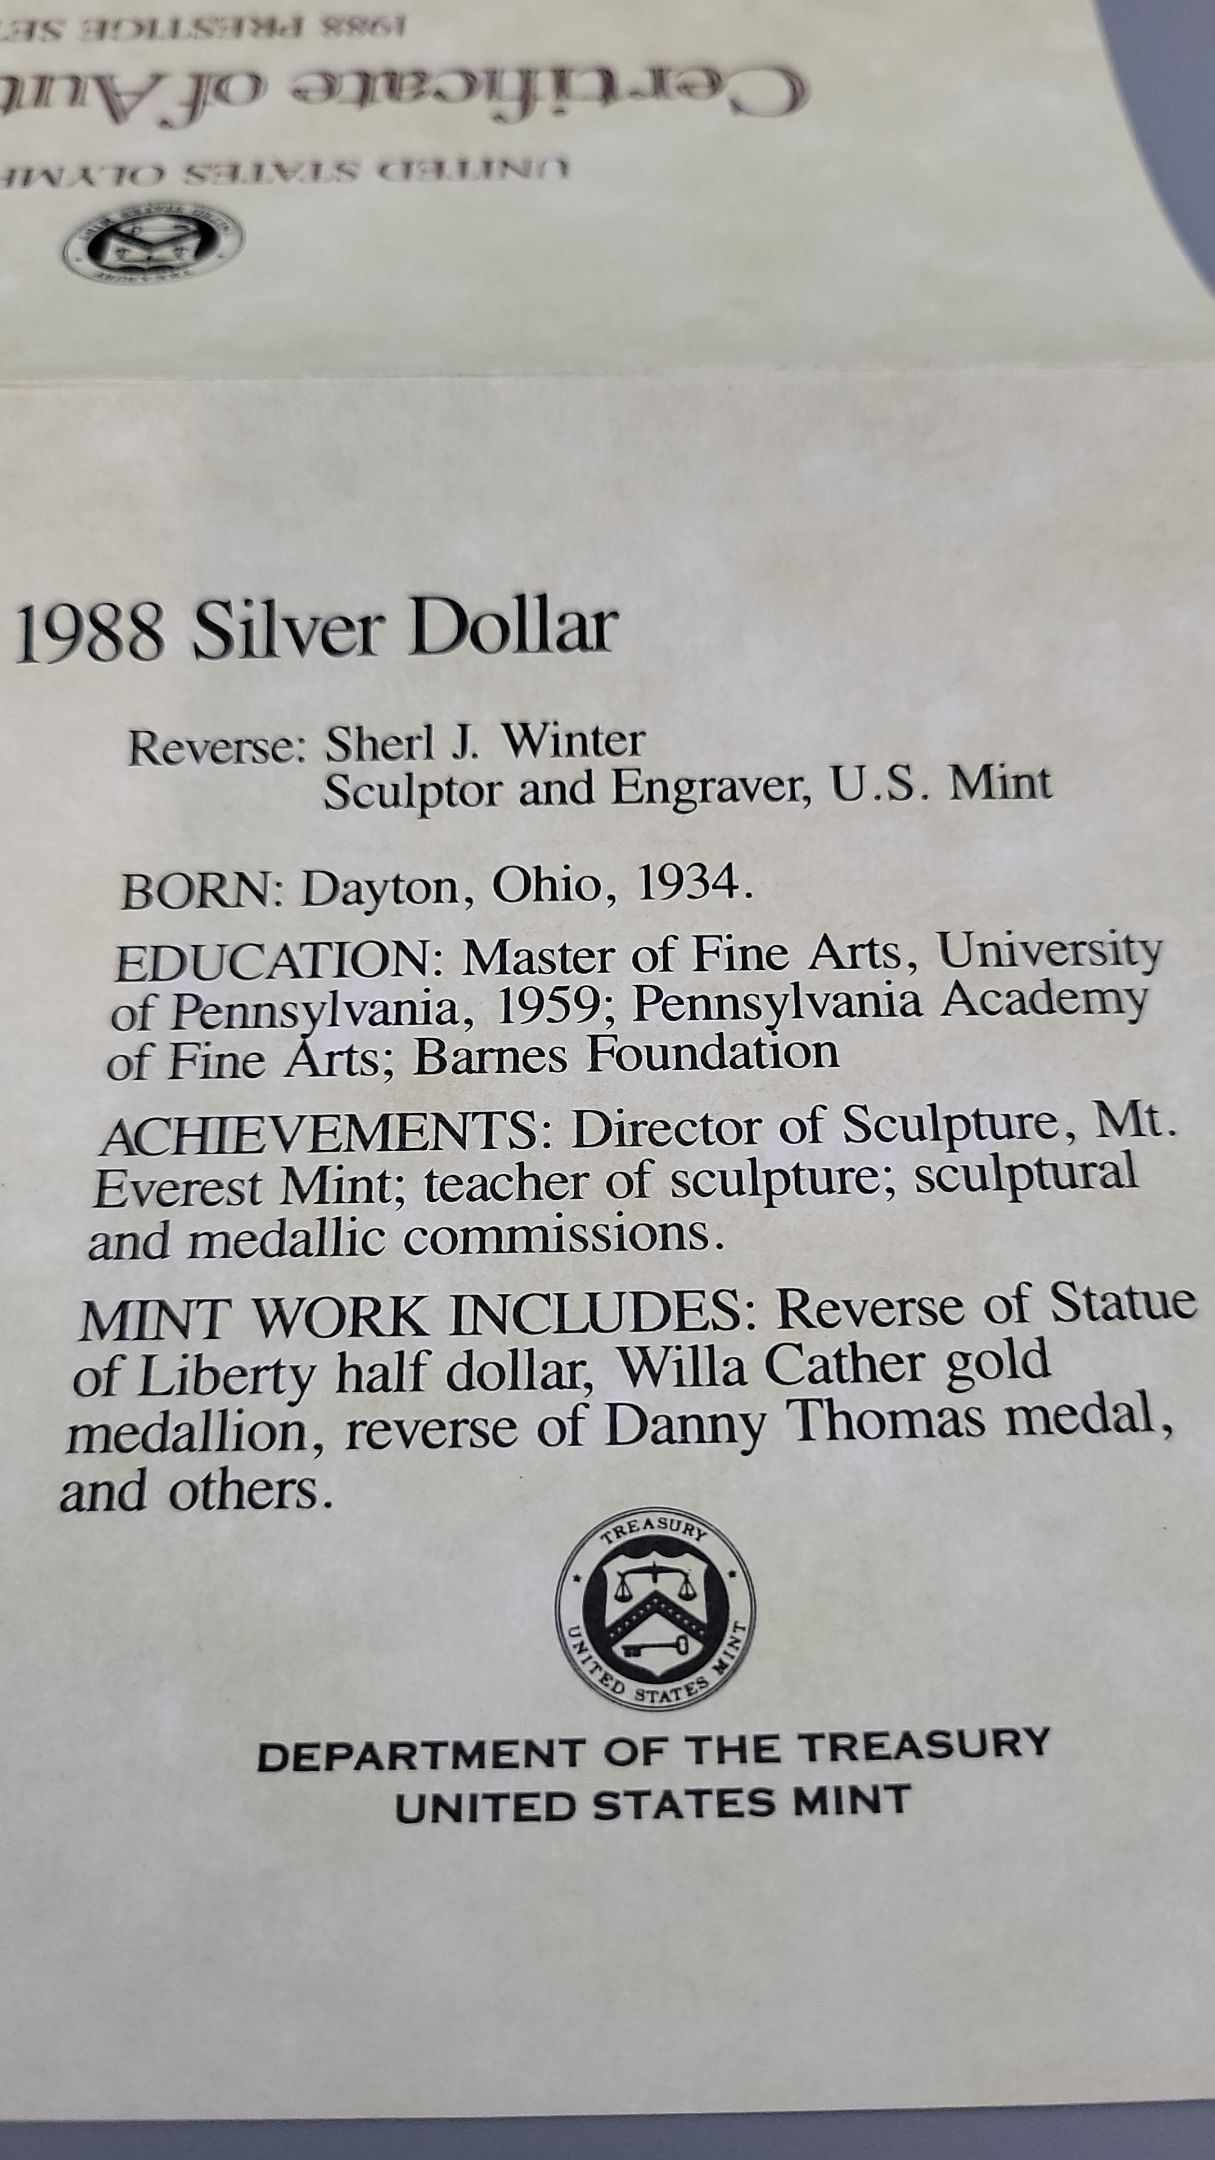 1988 PRESTIGE SE
Certificate of Aut
UNITED STATES OLYMP
1988 Silver Dollar
Reverse: Sherl J. Winter
Sculptor and Engraver, U.S. Mint
BORN: Dayton, Ohio, 1934.
EDUCATION: Master of Fine Arts, University
of Pennsylvania, 1959; Pennsylvania Academy
of Fine Arts; Barnes Foundation
ACHIEVEMENTS: Director of Sculpture, Mt.
Everest Mint; teacher of sculpture; sculptural
and medallic commissions.
MINT WORK INCLUDES: Reverse of Statue
of Liberty half dollar, Willa Cather gold
medallion, reverse of Danny Thomas medal,
and others.
TREASURY
UNITED STATES MINT
DEPARTMENT OF THE TREASURY
UNITED STATES MINT